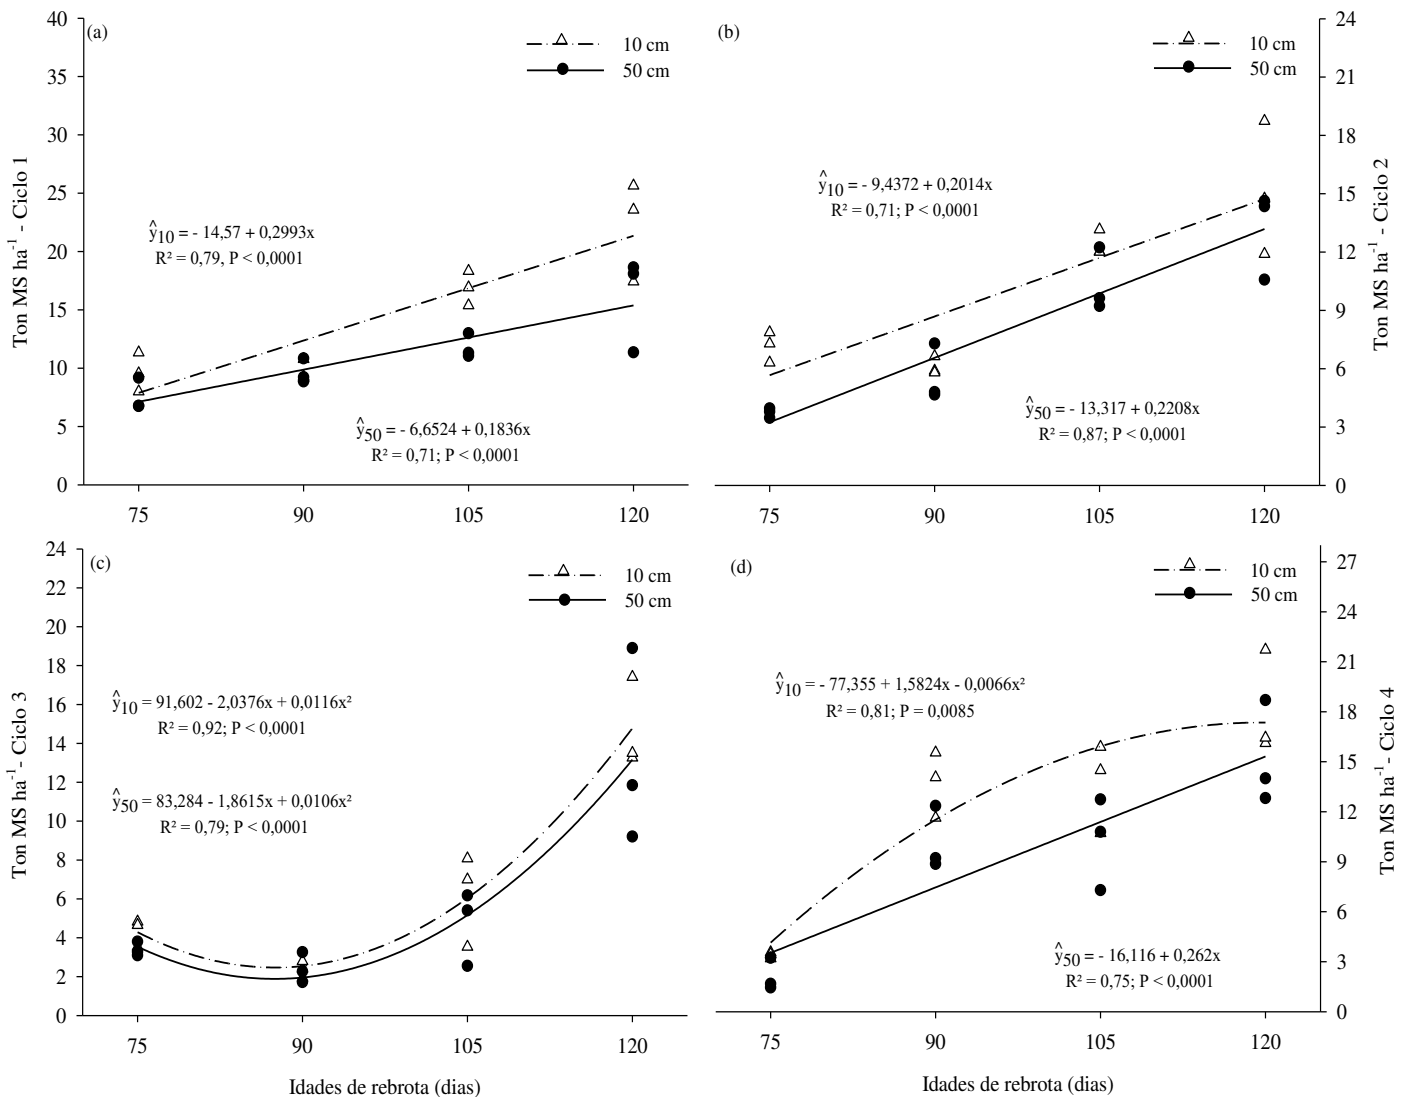 (a)
10 cm
50 cm
40
35
30
25
20
15
10
5
0
Ton MS ha⁻¹ - Ciclo 1
ŷ₁₀ = - 14,57 + 0,2993x
R² = 0,79, P < 0,0001
ŷ₅₀ = - 6,6524 + 0,1836x
R² = 0,71; P < 0,0001
75 90 105 120
(b)
10 cm
50 cm
24
21
18
15
12
9
6
3
0
Ton MS ha⁻¹ - Ciclo 2
ŷ₁₀ = - 9,4372 + 0,2014x
R² = 0,71; P < 0,0001
ŷ₅₀ = - 13,317 + 0,2208x
R² = 0,87; P < 0,0001
75 90 105 120
(c)
10 cm
50 cm
24
22
20
18
16
14
12
10
8
6
4
2
0
Ton MS ha⁻¹- Ciclo 3
ŷ₁₀ = 91,602 - 2,0376x + 0,0116x²
R² = 0,92; P < 0,0001
ŷ₅₀ = 83,284 - 1,8615x + 0,0106x²
R² = 0,79; P < 0,0001
75 90 105 120
Idades de rebrota (dias)
(d)
10 cm
50 cm
27
24
21
18
15
12
9
6
3
0
Ton MS ha⁻¹- Ciclo 4
ŷ₁₀ = - 77,355 + 1,5824x - 0,0066x²
R² = 0,81; P = 0,0085
ŷ₅₀ = - 16,116 + 0,262x
R² = 0,75; P < 0,0001
75 90 105 120
Idades de rebrota (dias)